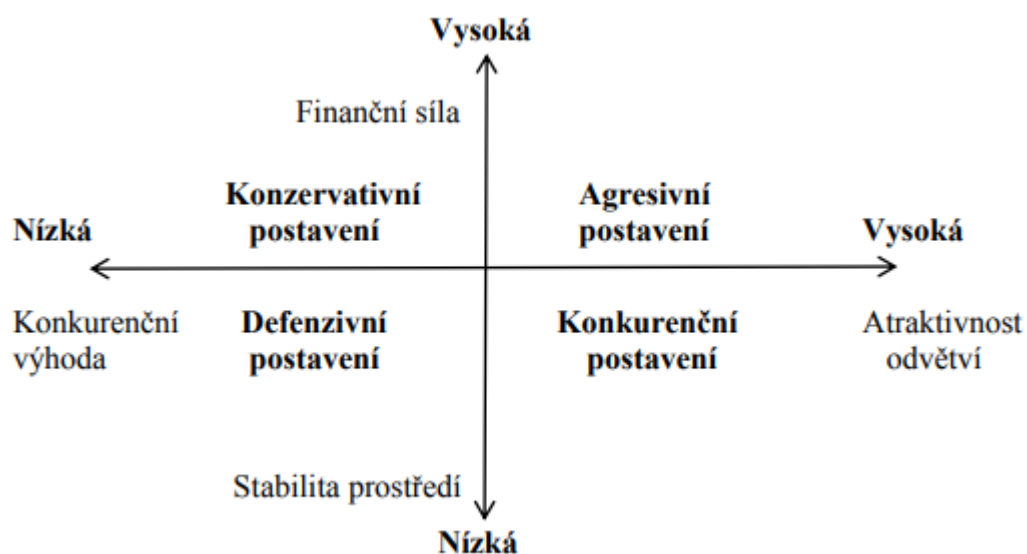 Vysoká
Finanční síla
Konzervativní
postavení
Agresivní
postavení
Nízká
Vysoká
Konkurenční
výhoda
Defenzivní
postavení
Konkurenční
postavení
Atraktivnost
odvětví
Stabilita prostředí
Nízká